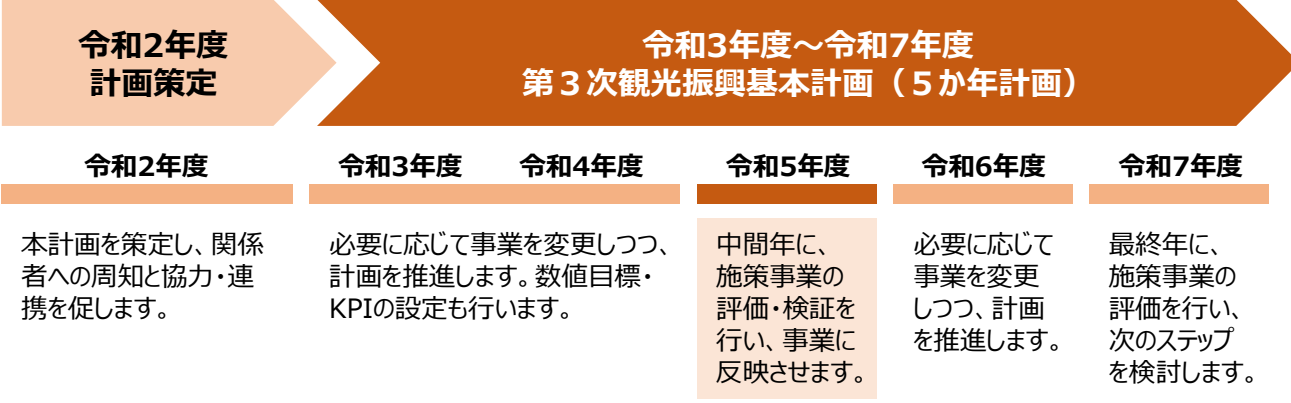 令和2年度
計画策定
令和3年度～令和7年度
第３次観光振興基本計画（５か年計画）
令和2年度
本計画を策定し、関係
者への周知と協力・連
携を促します。
令和3年度 令和4年度
必要に応じて事業を変更しつつ、
計画を推進します。数値目標・
KPIの設定も行います。
令和5年度
中間年に、
施策事業の
評価・検証を
行い、事業に
反映させます。
令和6年度
必要に応じて
事業を変更
しつつ、計画
を推進します。
令和7年度
最終年に、
施策事業の
評価を行い、
次のステップ
を検討します。